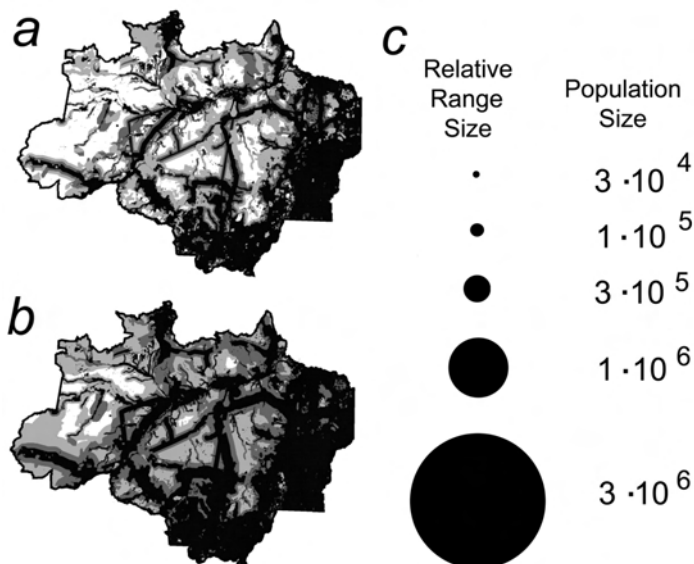 a
b
c
Relative
Range
Size
Population
Size
3 · 10 4
1 · 10 5
3 · 10 5
1 · 10 6
3 · 10 6